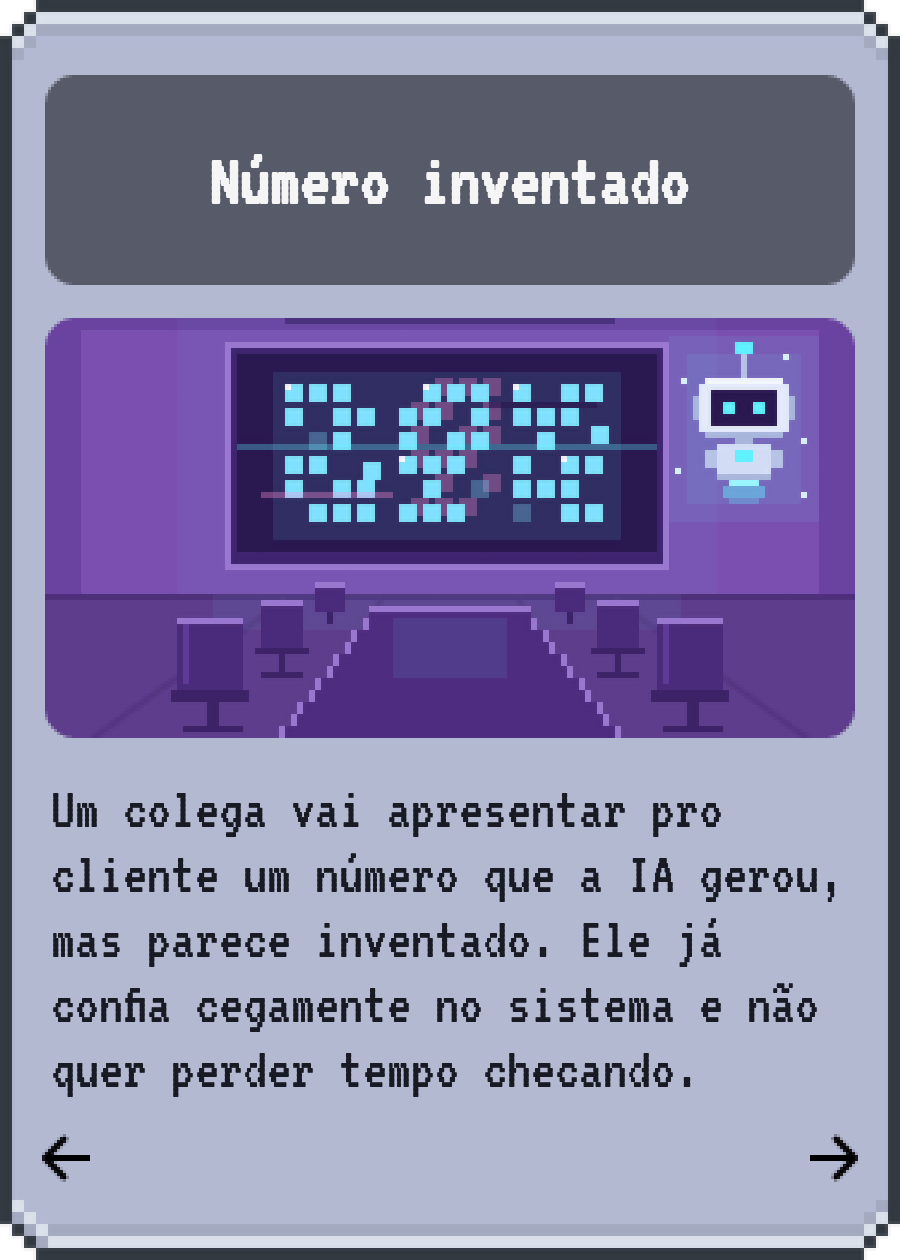 Número inventado
Um colega vai apresentar pro
cliente um número que a IA gerou,
mas parece inventado. Ele já
confia cegamente no sistema e não
quer perder tempo checando.